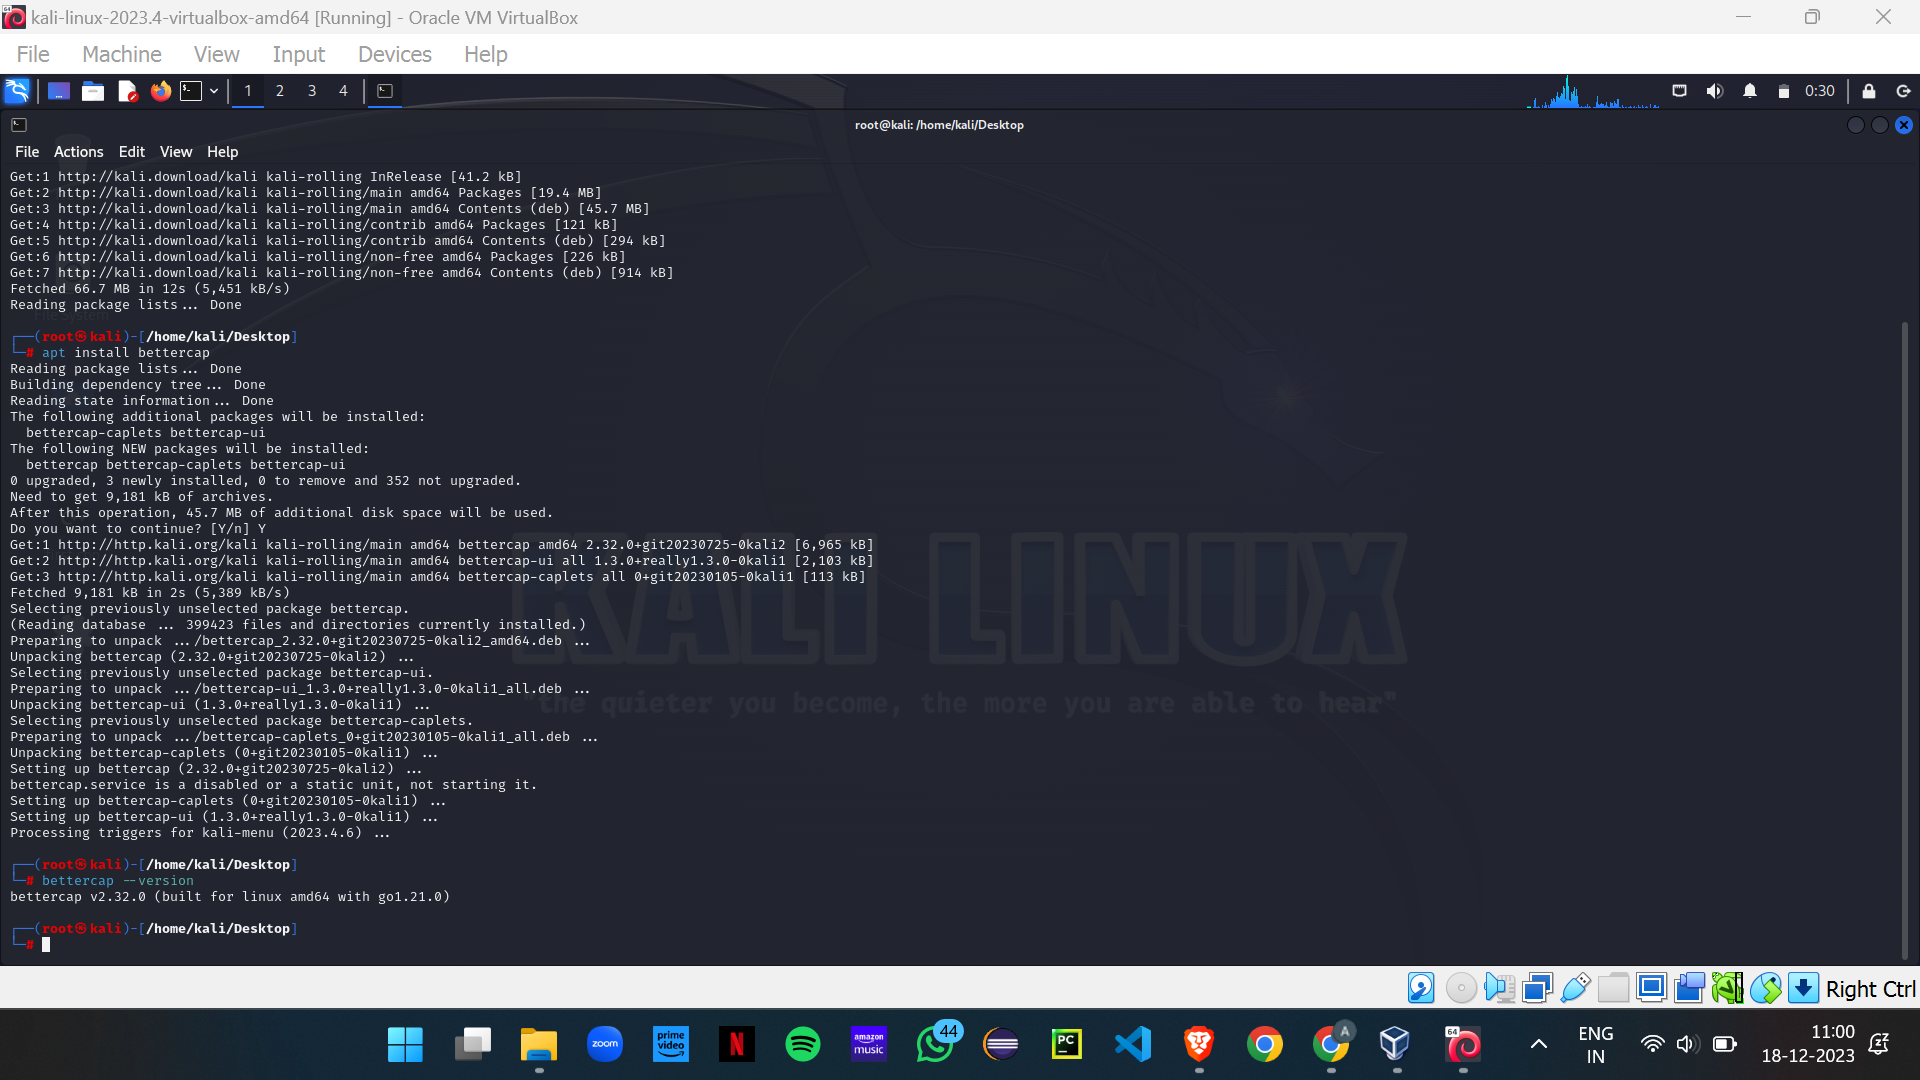 kali-linux-2023.4-virtualbox-amd64 [Running] - Oracle VM VirtualBox
File Machine View Input Devices Help
1 2 3 4 0:30
root@kali: /home/kali/Desktop
File Actions Edit View Help
Get:1 http://kali.download/kali kali-rolling InRelease [41.2 kB]
Get:2 http://kali.download/kali kali-rolling/main amd64 Packages [19.4 MB]
Get:3 http://kali.download/kali kali-rolling/main amd64 Contents (deb) [45.7 MB]
Get:4 http://kali.download/kali kali-rolling/contrib amd64 Packages [121 kB]
Get:5 http://kali.download/kali kali-rolling/contrib amd64 Contents (deb) [294 kB]
Get:6 http://kali.download/kali kali-rolling/non-free amd64 Packages [226 kB]
Get:7 http://kali.download/kali kali-rolling/non-free amd64 Contents (deb) [914 kB]
Fetched 66.7 MB in 12s (5,451 kB/s)
Reading package lists... Done
┌──(root㉿kali)-[/home/kali/Desktop]
└─# apt install bettercap
Reading package lists... Done
Building dependency tree... Done
Reading state information... Done
The following additional packages will be installed:
bettercap-caplets bettercap-ui
The following NEW packages will be installed:
bettercap bettercap-caplets bettercap-ui
0 upgraded, 3 newly installed, 0 to remove and 352 not upgraded.
Need to get 9,181 kB of archives.
After this operation, 45.7 MB of additional disk space will be used.
Do you want to continue? [Y/n] Y
Get:1 http://http.kali.org/kali kali-rolling/main amd64 bettercap amd64 2.32.0+git20230725-0kali2 [6,965 kB]
Get:2 http://http.kali.org/kali kali-rolling/main amd64 bettercap-ui all 1.3.0+really1.3.0-0kali1 [2,103 kB]
Get:3 http://http.kali.org/kali kali-rolling/main amd64 bettercap-caplets all 0+git20230105-0kali1 [113 kB]
Fetched 9,181 kB in 2s (5,389 kB/s)
Selecting previously unselected package bettercap.
(Reading database ... 399423 files and directories currently installed.)
Preparing to unpack .../bettercap_2.32.0+git20230725-0kali2_amd64.deb ...
Unpacking bettercap (2.32.0+git20230725-0kali2) ...
Selecting previously unselected package bettercap-ui.
Preparing to unpack .../bettercap-ui_1.3.0+really1.3.0-0kali1_all.deb ...
Unpacking bettercap-ui (1.3.0+really1.3.0-0kali1) ...
Selecting previously unselected package bettercap-caplets.
Preparing to unpack .../bettercap-caplets_0+git20230105-0kali1_all.deb ...
Unpacking bettercap-caplets (0+git20230105-0kali1) ...
Setting up bettercap (2.32.0+git20230725-0kali2) ...
bettercap.service is a disabled or a static unit, not starting it.
Setting up bettercap-caplets (0+git20230105-0kali1) ...
Setting up bettercap-ui (1.3.0+really1.3.0-0kali1) ...
Processing triggers for kali-menu (2023.4.6) ...
┌──(root㉿kali)-[/home/kali/Desktop]
└─# bettercap --version
bettercap v2.32.0 (built for linux amd64 with go1.21.0)
┌──(root㉿kali)-[/home/kali/Desktop]
└─#
KALI LINUX
"the quieter you become, the more you are able to hear"
Right Ctrl
zoom
prime video
N
amazon music
44
PC
A
64
ENG
IN
11:00
18-12-2023